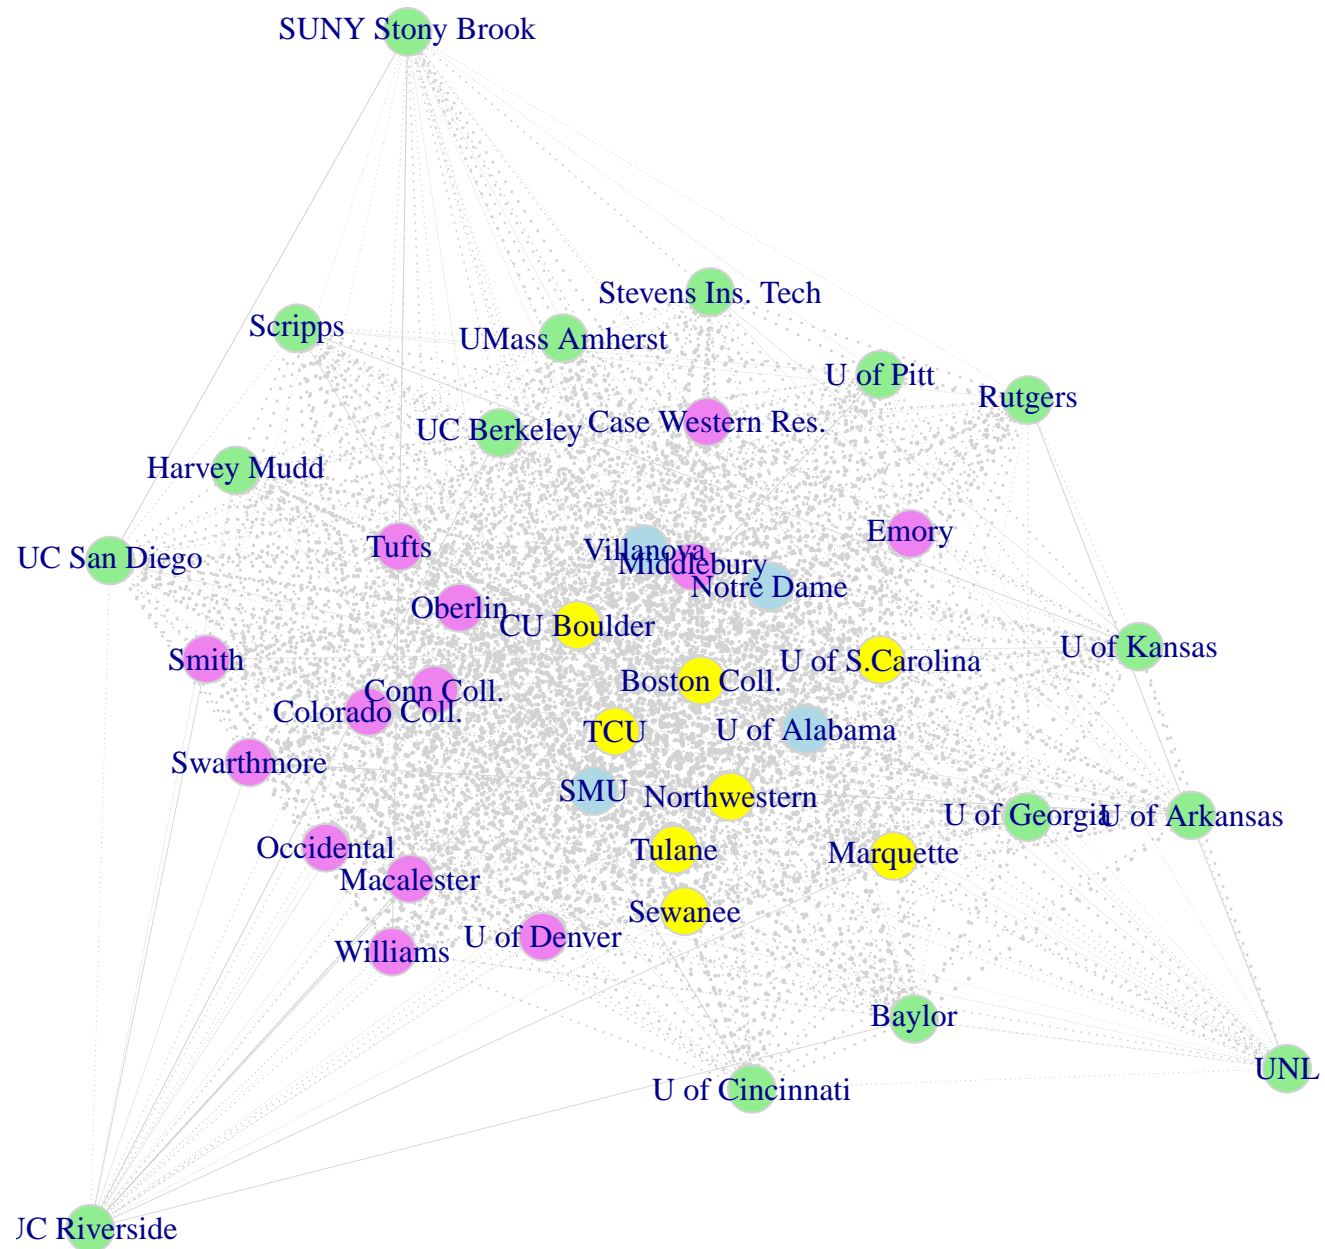 SUNY Stony Brook
Stevens Ins. Tech
Scripps
UMass Amherst
U of Pitt
Rutgers
Case Western Res.
UC Berkeley
Harvey Mudd
Emory
Tufts
Villanova
UC San Diego
Middlebury
Notre Dame
Oberlin
CU Boulder
U of Kansas
Smith
U of S.Carolina
Boston Coll.
Conn Coll.
Colorado Coll.
TCU
U of Alabama
Swarthmore
SMU
Northwestern
U of Georgia
U of Arkansas
Occidental
Tulane
Marquette
Macalester
Sewanee
U of Denver
Williams
Baylor
UNL
U of Cincinnati
UC Riverside